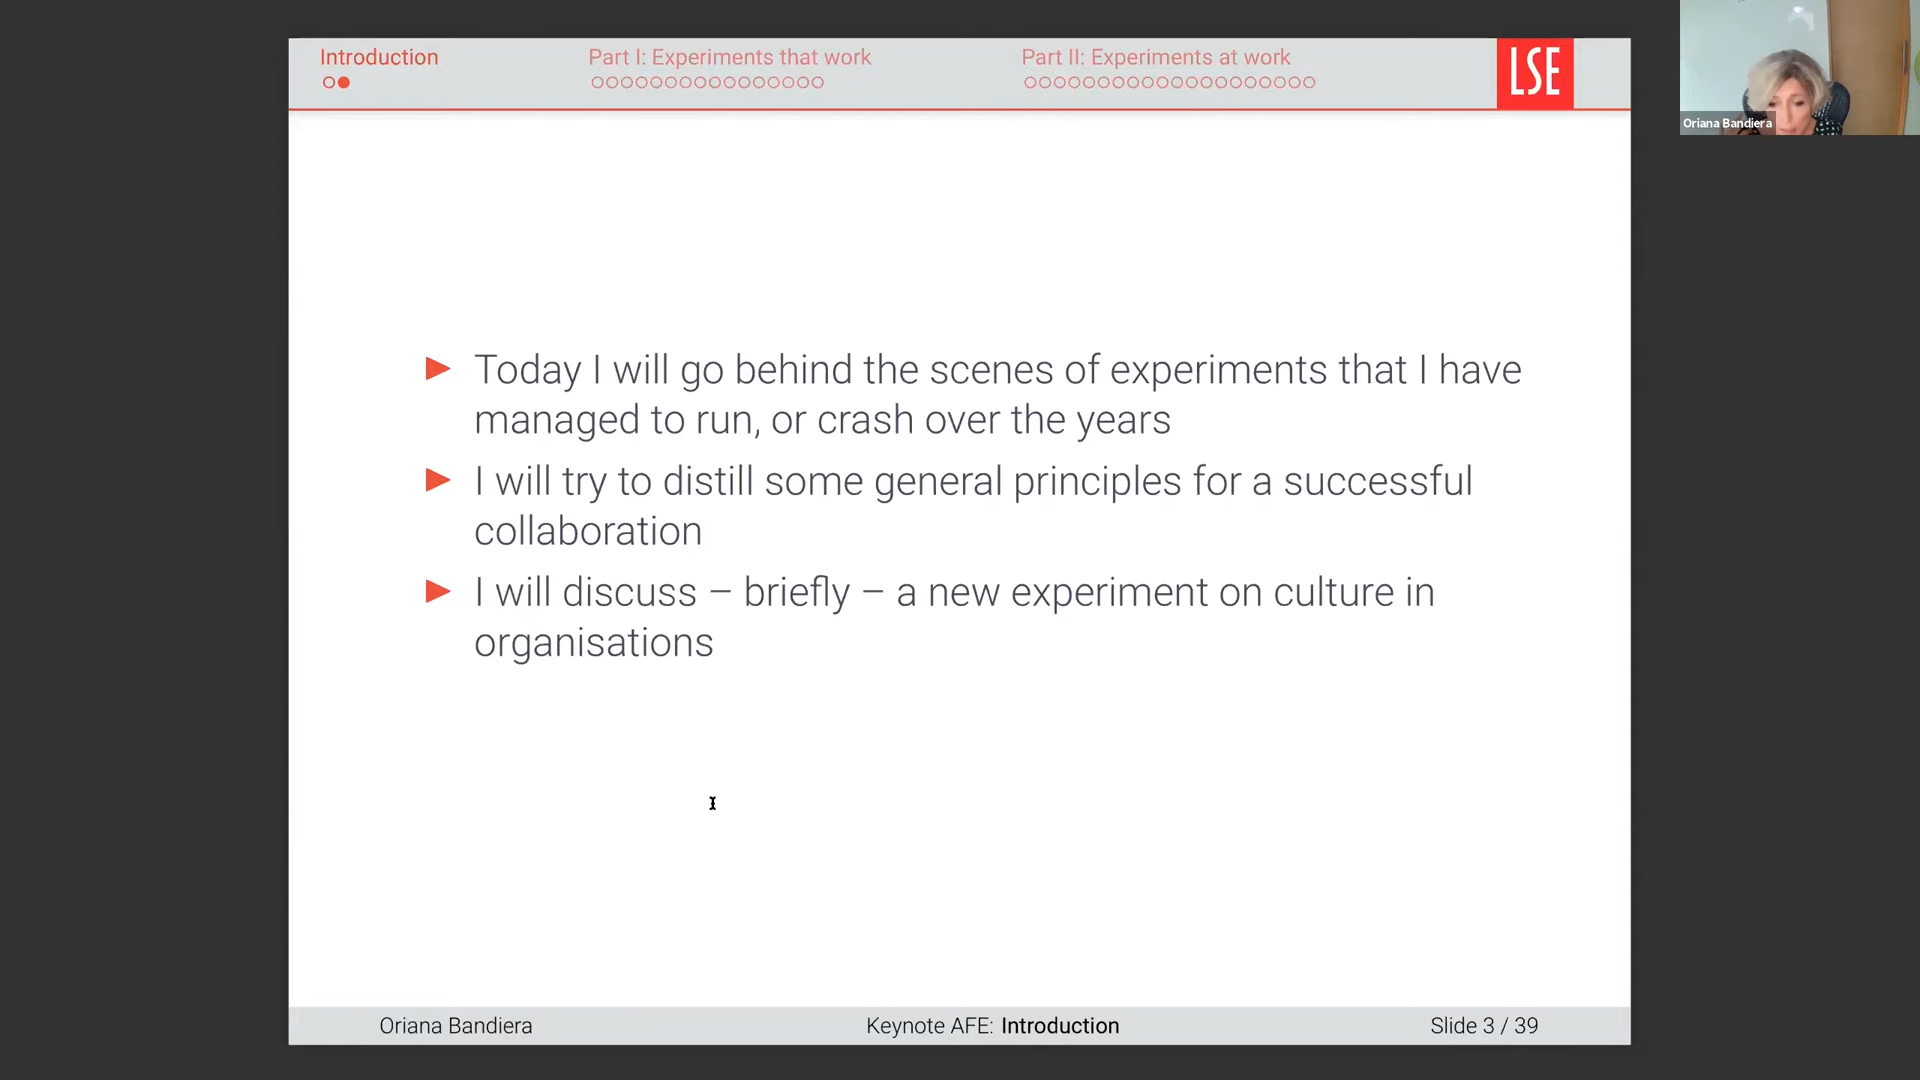 Introduction
Part I: Experiments that work
Part II: Experiments at work
LSE
Oriana Bandiera
▶ Today I will go behind the scenes of experiments that I have
managed to run, or crash over the years
▶ I will try to distill some general principles for a successful
collaboration
▶ I will discuss – briefly – a new experiment on culture in
organisations
Oriana Bandiera
Keynote AFE: Introduction
Slide 3 / 39